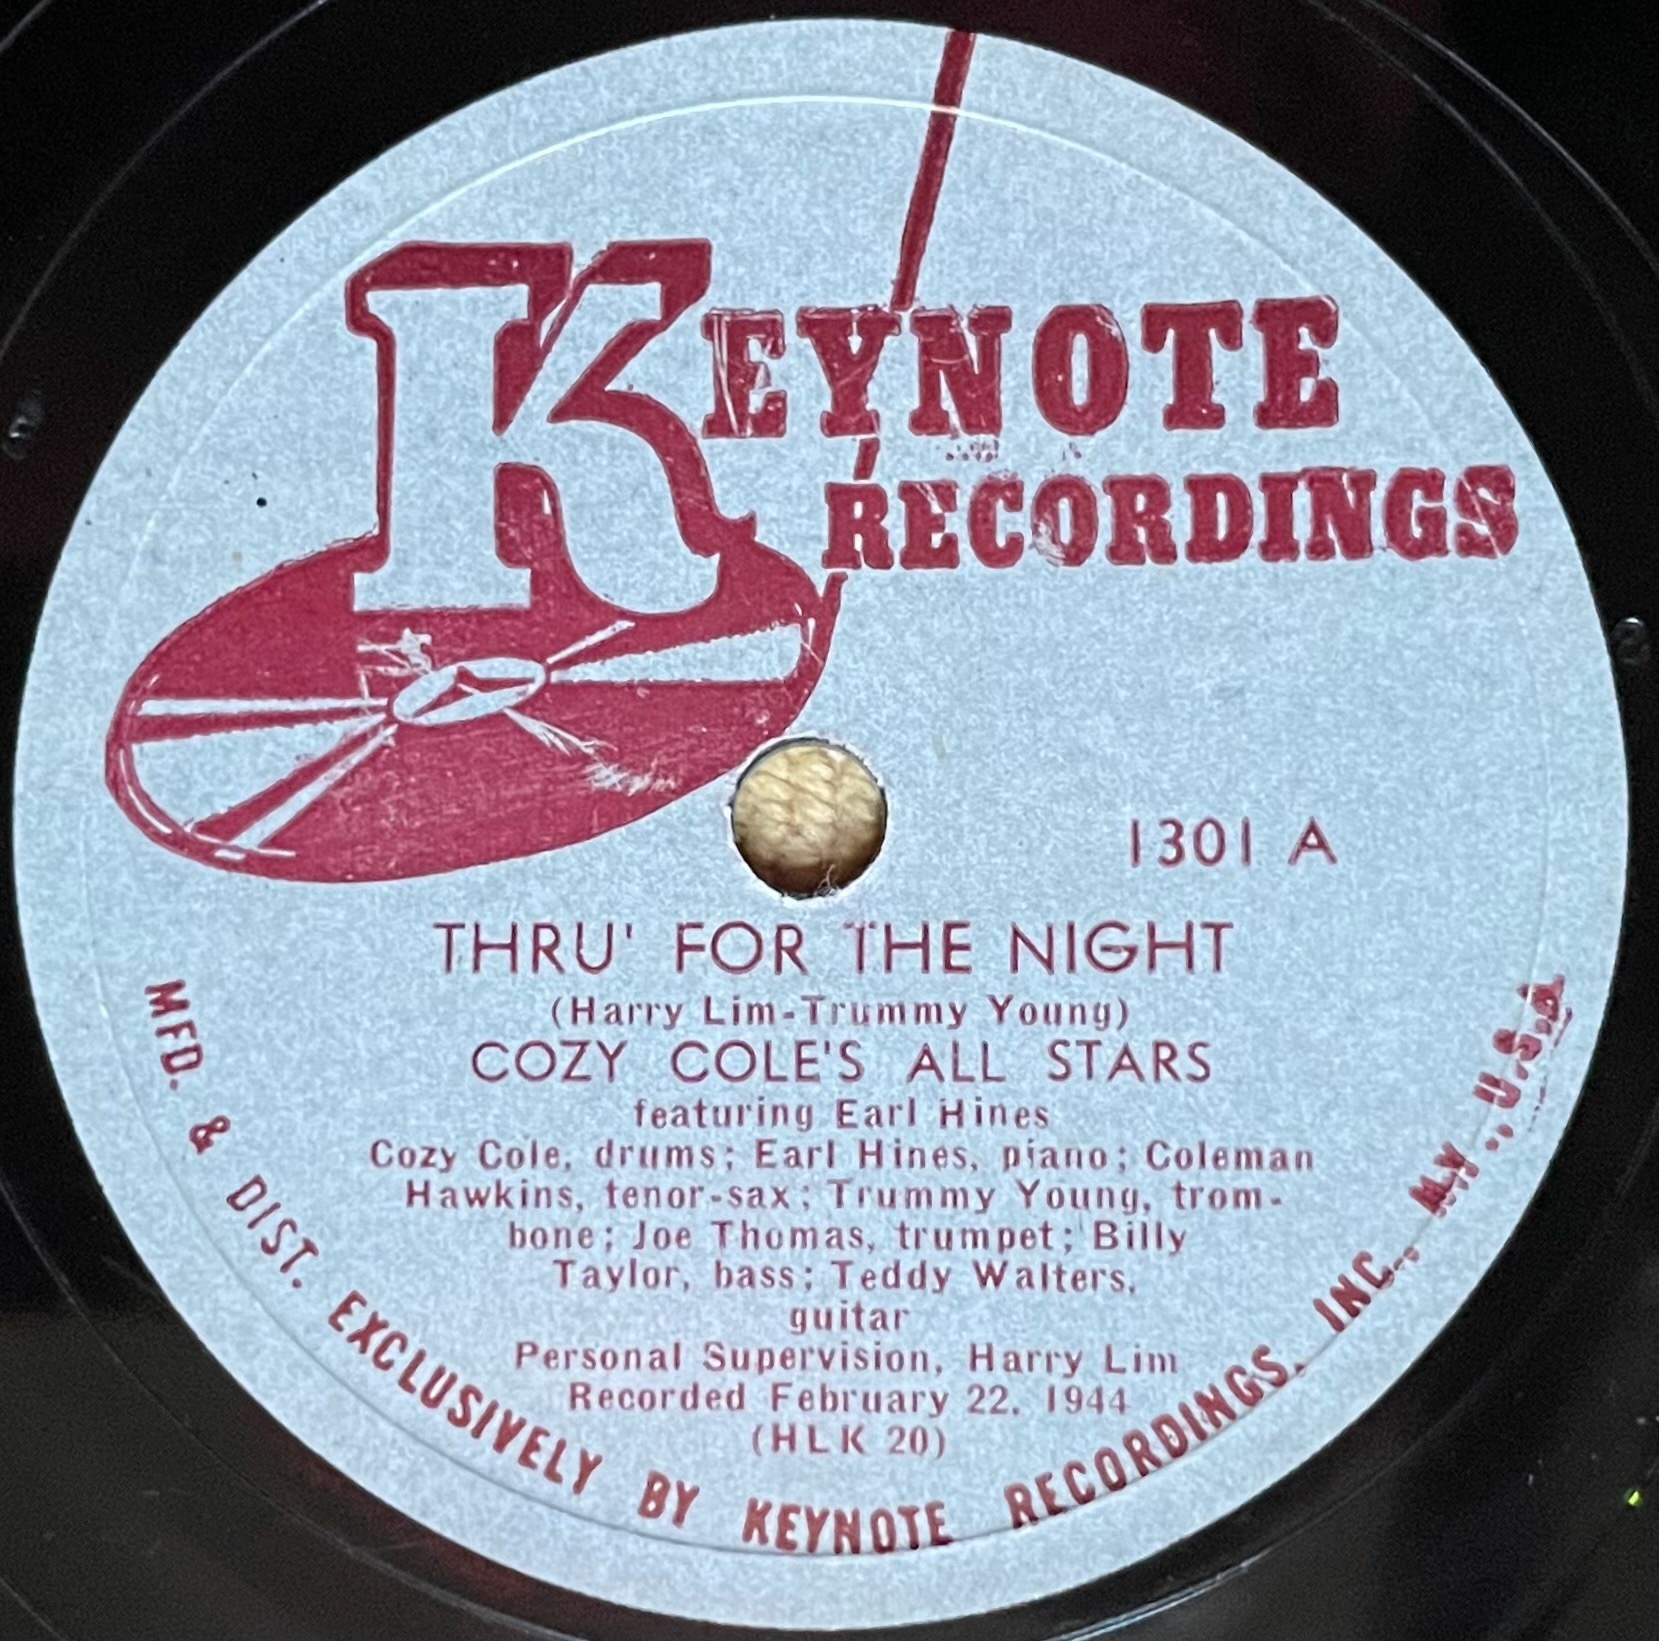 KEYNOTE
RECORDINGS
1301 A
THRU' FOR THE NIGHT
(Harry Lim-Trummy Young)
COZY COLE'S ALL STARS
featuring Earl Hines
Cozy Cole, drums; Earl Hines, piano; Coleman
Hawkins, tenor-sax; Trummy Young, trom-
bone; Joe Thomas, trumpet; Billy
Taylor, bass; Teddy Walters,
guitar
Personal Supervision, Harry Lim
Recorded February 22, 1944
(HLK 20)
MFD. & DIST. EXCLUSIVELY BY KEYNOTE RECORDINGS, INC., N.Y., U.S.A.